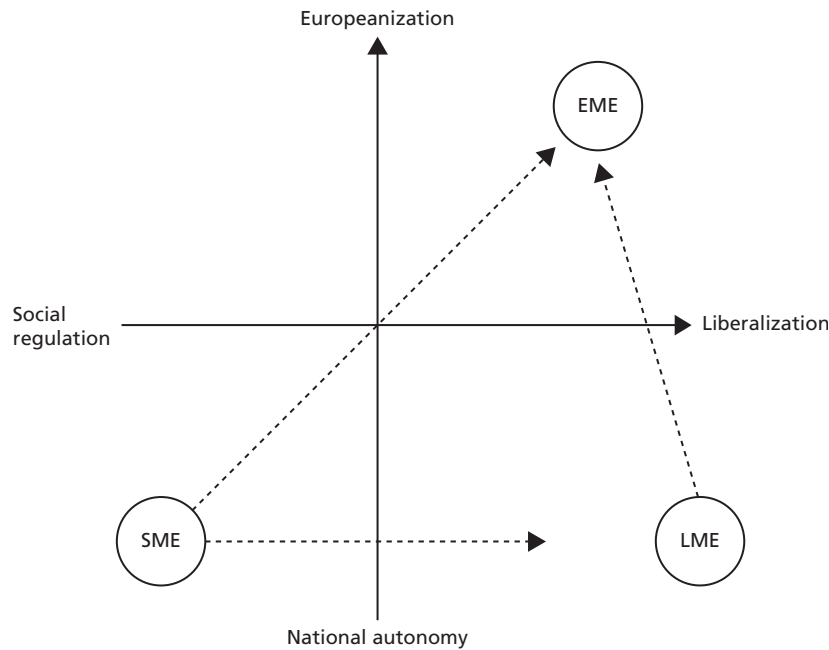 Europeanization
EME
Social
regulation
Liberalization
SME
LME
National autonomy